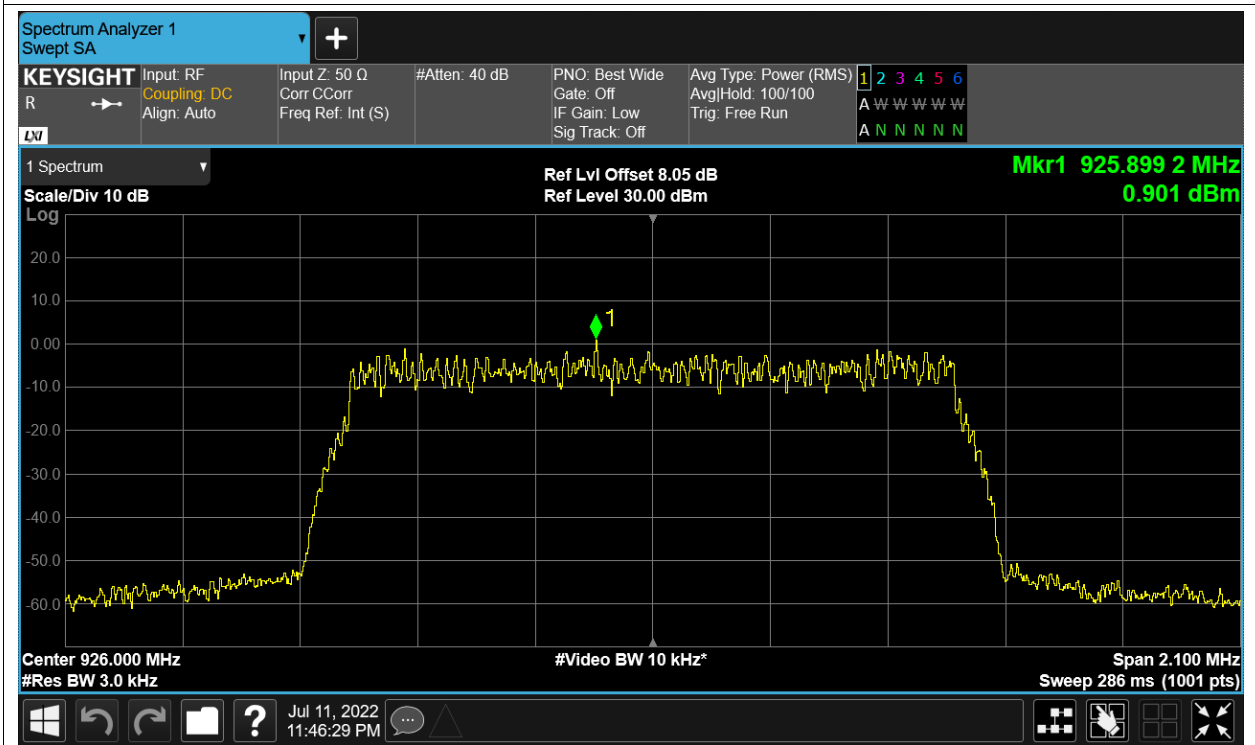 Spectrum Analyzer 1
Swept SA
KEYSIGHT
R
LXI
Input: RF
Coupling: DC
Align: Auto
Input Z: 50 Ω
Corr CCorr
Freq Ref: Int (S)
#Atten: 40 dB
PNO: Best Wide
Gate: Off
IF Gain: Low
Sig Track: Off
Avg Type: Power (RMS)
Avg|Hold: 100/100
Trig: Free Run
1 2 3 4 5 6
A W W W W W
A N N N N N
1 Spectrum
Scale/Div 10 dB
Log
Ref Lvl Offset 8.05 dB
Ref Level 30.00 dBm
Mkr1 925.899 2 MHz
0.901 dBm
20.0
10.0
0.00
-10.0
-20.0
-30.0
-40.0
-50.0
-60.0
1
Center 926.000 MHz
#Res BW 3.0 kHz
#Video BW 10 kHz*
Span 2.100 MHz
Sweep 286 ms (1001 pts)
?
Jul 11, 2022
11:46:29 PM